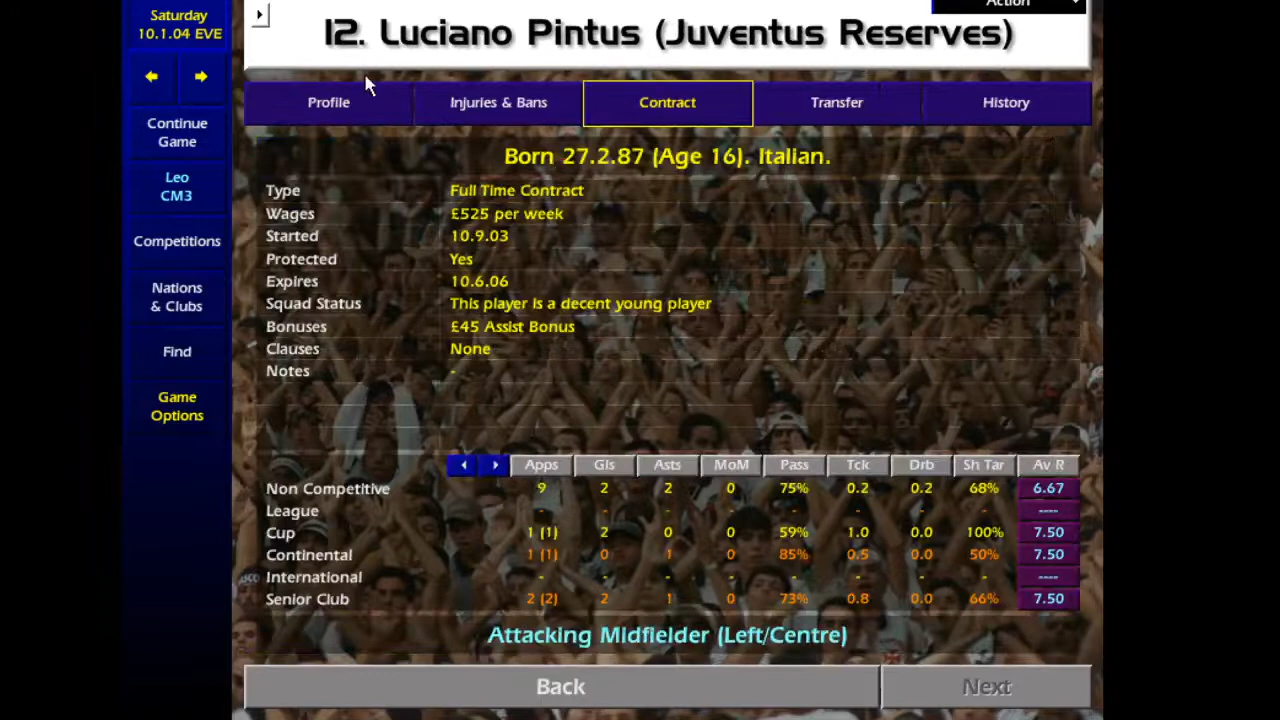 Saturday
10.1.04 EVE
Action
12. Luciano Pintus (Juventus Reserves)
Profile
Injuries & Bans
Contract
Transfer
History
Continue
Game
Leo
CM3
Competitions
Nations
& Clubs
Find
Game
Options
Born 27.2.87 (Age 16). Italian.
Type Full Time Contract
Wages £525 per week
Started 10.9.03
Protected Yes
Expires 10.6.06
Squad Status This player is a decent young player
Bonuses £45 Assist Bonus
Clauses None
Notes -
Apps Gls Asts MoM Pass Tck Drb Sh Tar Av R
Non Competitive 9 2 2 0 75% 0.2 0.2 68% 6.67
League - - - - - - - - ----
Cup 1 (1) 2 0 0 59% 1.0 0.0 100% 7.50
Continental 1 (1) 0 1 0 85% 0.5 0.0 50% 7.50
International - - - - - - - - ----
Senior Club 2 (2) 2 1 0 73% 0.8 0.0 66% 7.50
Attacking Midfielder (Left/Centre)
Back
Next